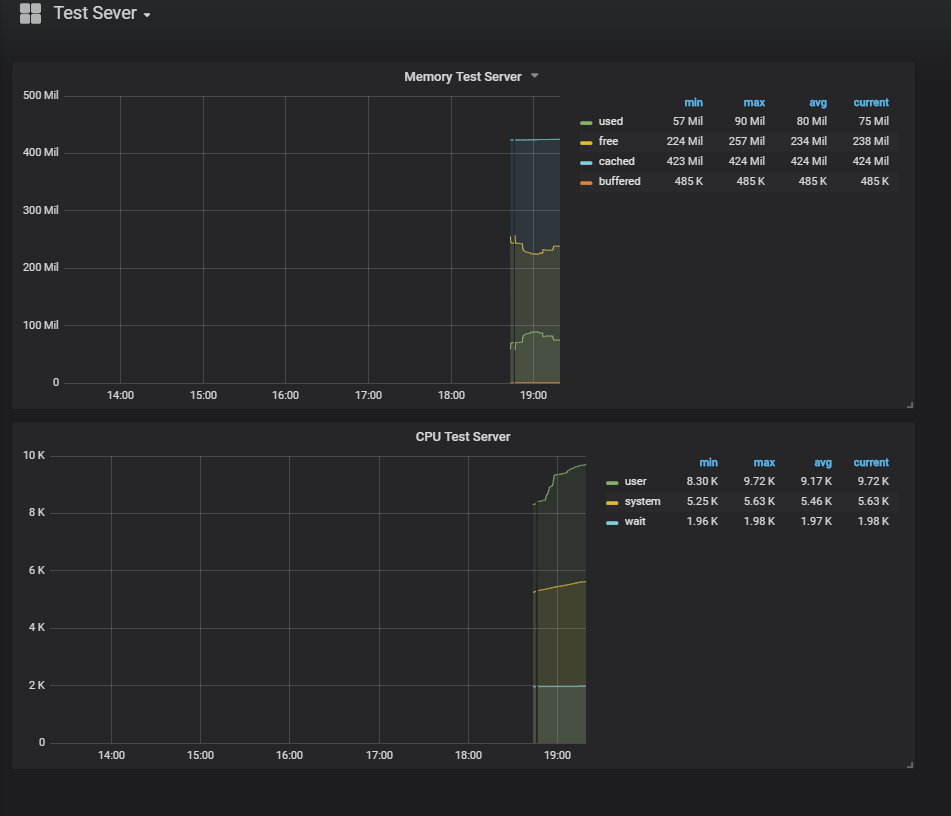 Test Sever
Memory Test Server
500 Mil
400 Mil
300 Mil
200 Mil
100 Mil
0
14:00 15:00 16:00 17:00 18:00 19:00
min max avg current
used 57 Mil 90 Mil 80 Mil 75 Mil
free 224 Mil 257 Mil 234 Mil 238 Mil
cached 423 Mil 424 Mil 424 Mil 424 Mil
buffered 485 K 485 K 485 K 485 K
CPU Test Server
10 K
8 K
6 K
4 K
2 K
0
14:00 15:00 16:00 17:00 18:00 19:00
min max avg current
user 8.30 K 9.72 K 9.17 K 9.72 K
system 5.25 K 5.63 K 5.46 K 5.63 K
wait 1.96 K 1.98 K 1.97 K 1.98 K